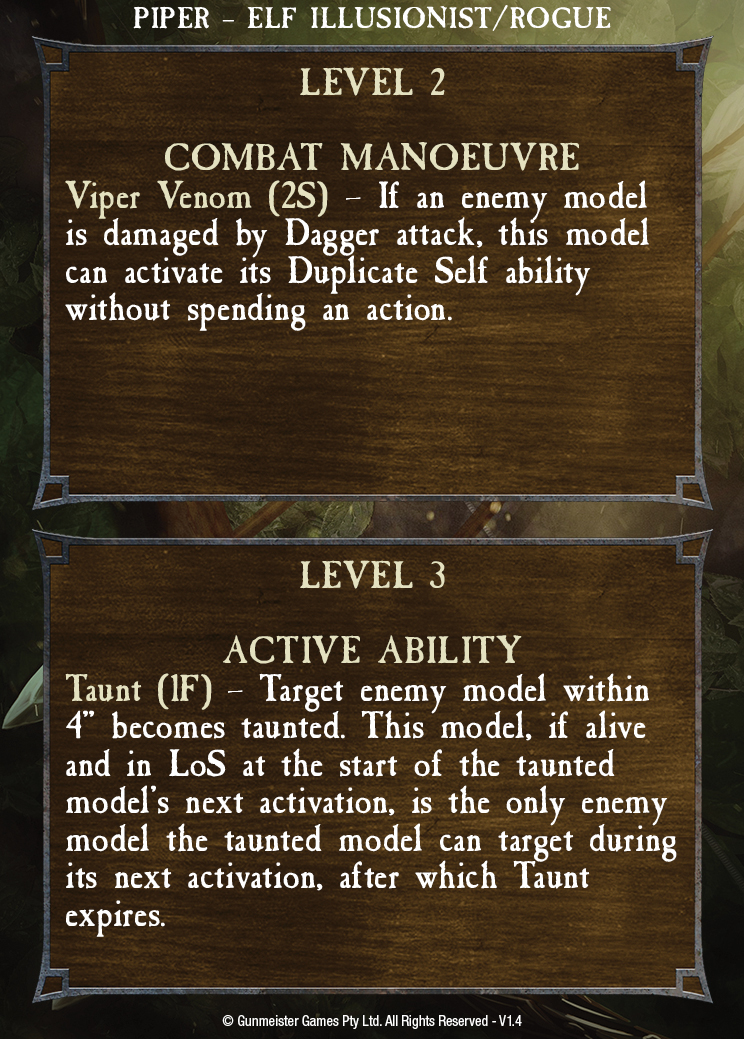 PIPER – ELF ILLUSIONIST/ROGUE
LEVEL 2
COMBAT MANOEUVRE
Viper Venom (2S) – If an enemy model
is damaged by Dagger attack, this model
can activate its Duplicate Self ability
without spending an action.
LEVEL 3
ACTIVE ABILITY
Taunt (1F) – Target enemy model within
4” becomes taunted. This model, if alive
and in LoS at the start of the taunted
model’s next activation, is the only enemy
model the taunted model can target during
its next activation, after which Taunt
expires.
© Gunmeister Games Pty Ltd. All Rights Reserved - V1.4